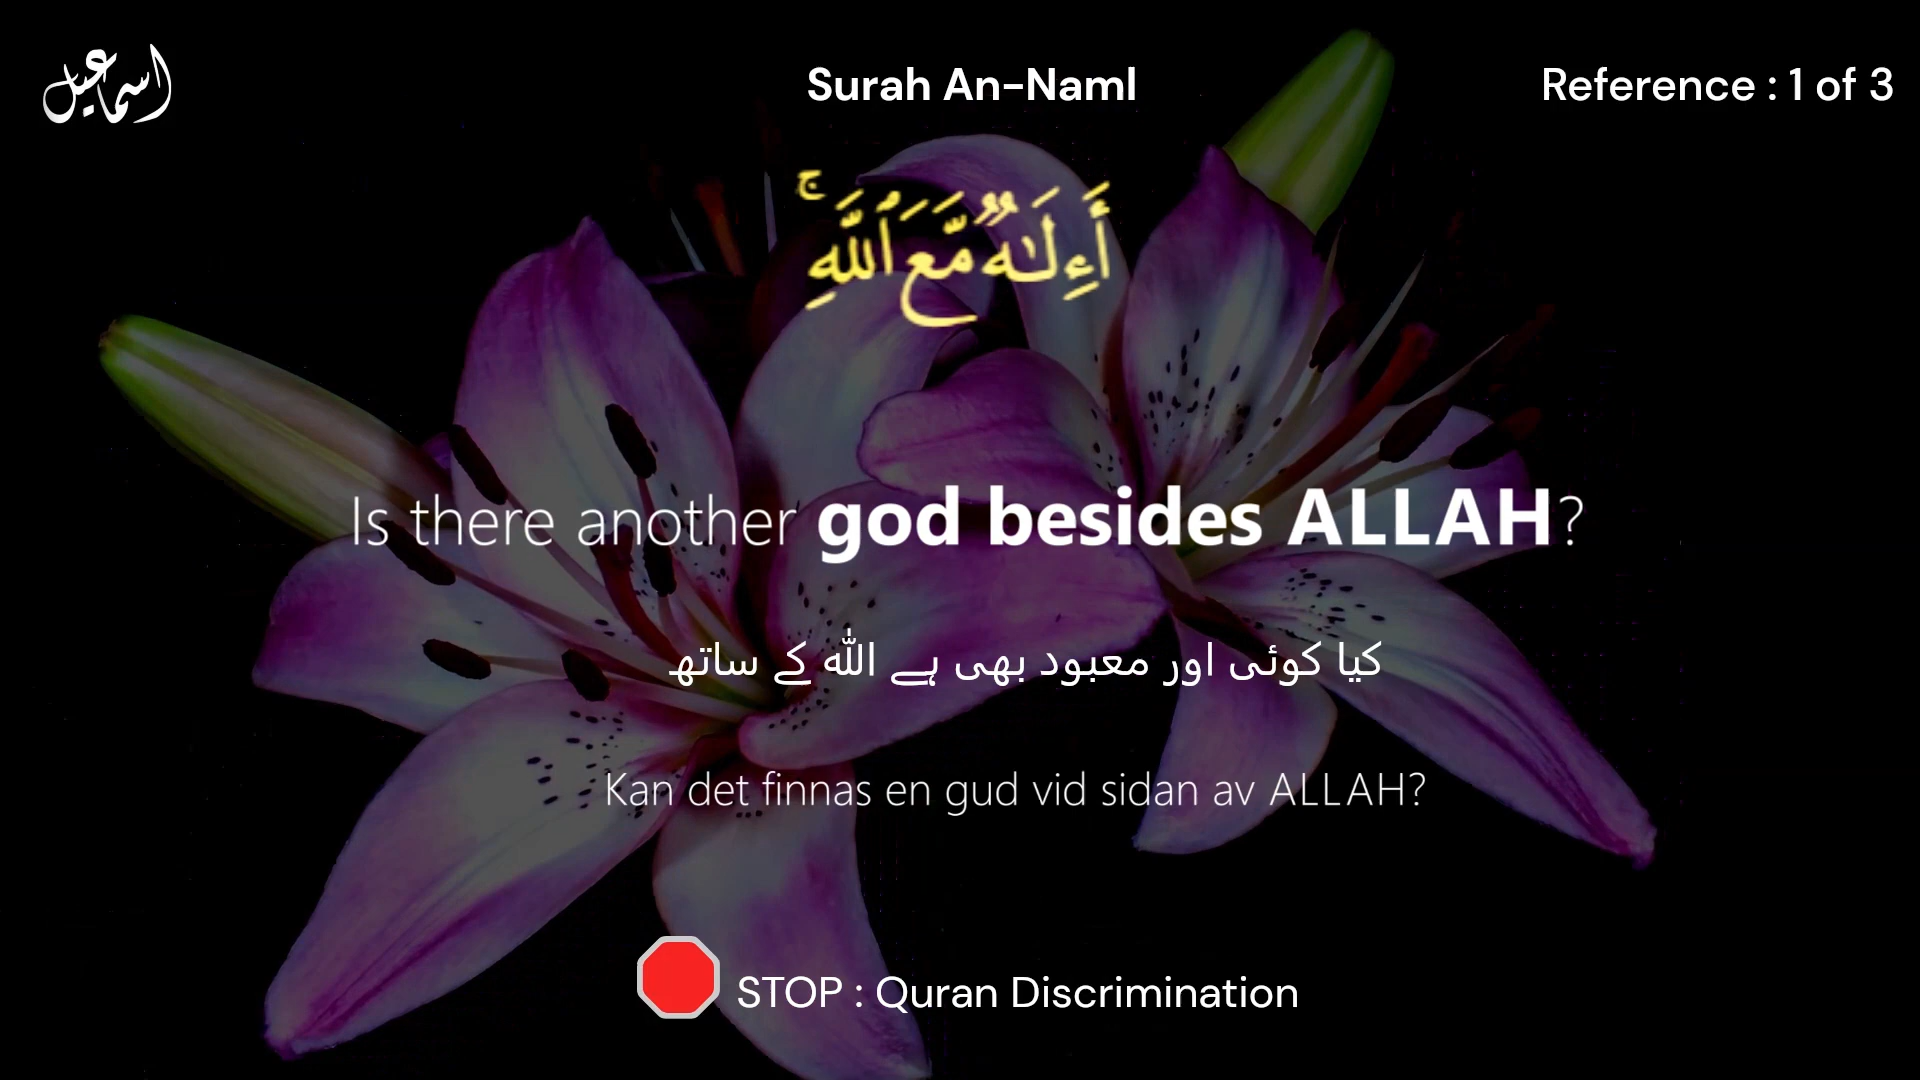 اسماعیل
Surah An-Naml
Reference : 1 of 3
أَءِلَـٰهٌ مَّعَ ٱللَّهِ ۚ
Is there another god besides ALLAH?
کیا کوئی اور معبود بھی ہے اللہ کے ساتھ
Kan det finnas en gud vid sidan av ALLAH?
STOP : Quran Discrimination